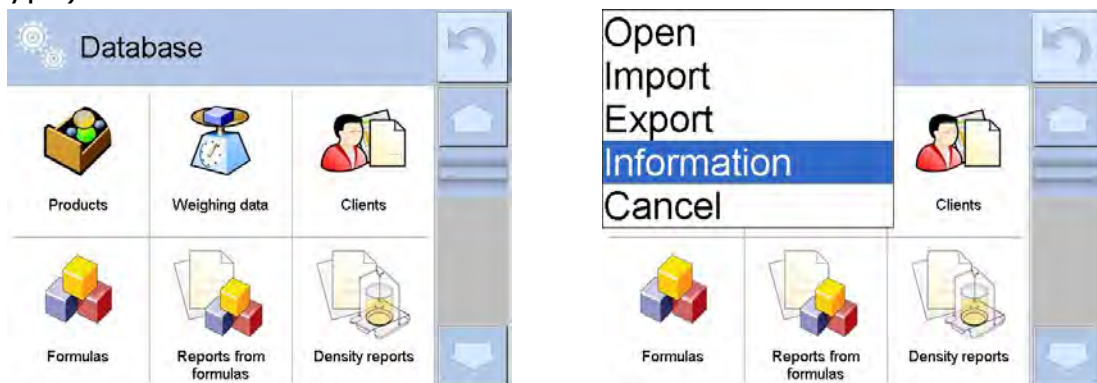 Database
Products
Weighing data
Clients
Formulas
Reports from
formulas
Density reports
Open
Import
Export
Information
Cancel
Clients
Formulas
Reports from
formulas
Density reports